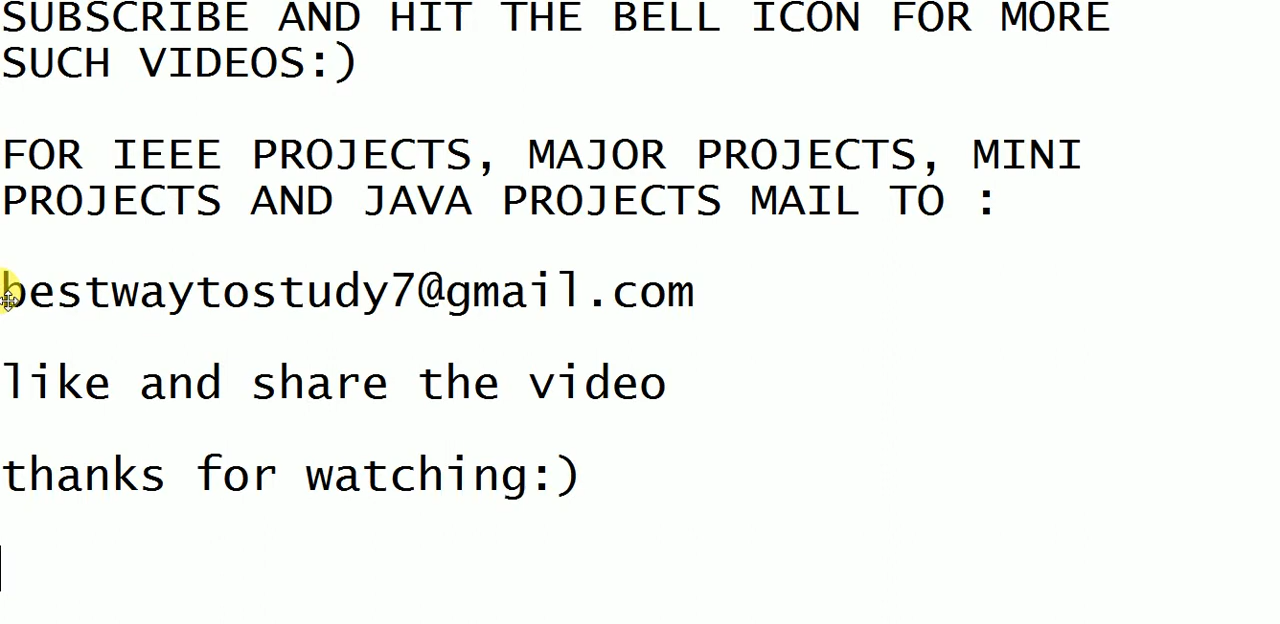 SUBSCRIBE AND HIT THE BELL ICON FOR MORE
SUCH VIDEOS:)
FOR IEEE PROJECTS, MAJOR PROJECTS, MINI
PROJECTS AND JAVA PROJECTS MAIL TO :
bestwaytostudy7@gmail.com
like and share the video
thanks for watching:)